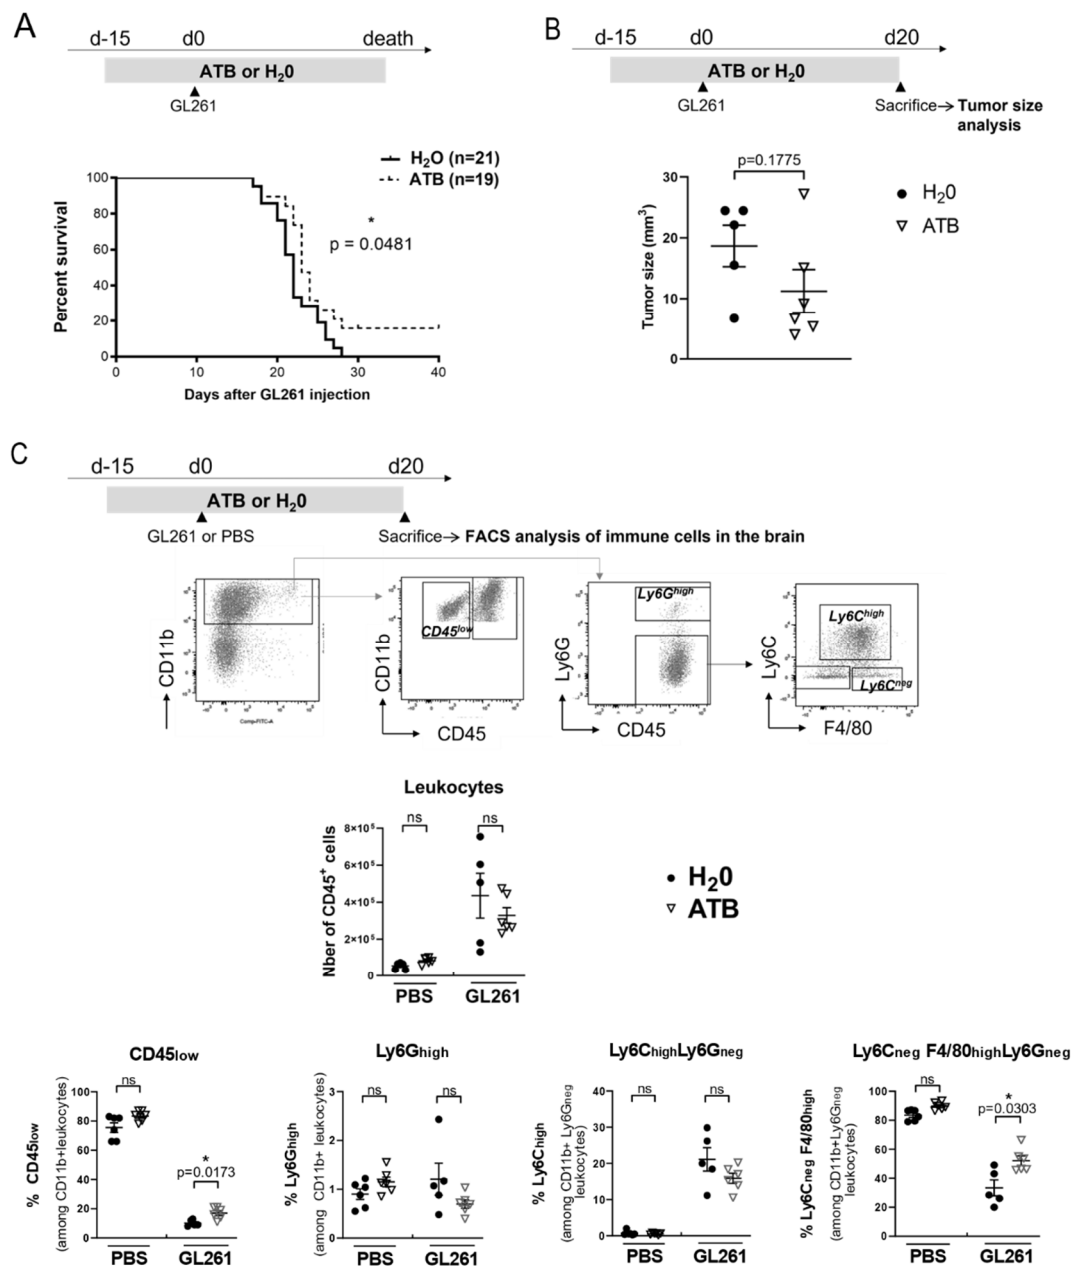 A
d-15 d0 death
ATB or H₂0
GL261
H₂O (n=21)
ATB (n=19)
*
p = 0.0481
Percent survival
100
80
60
40
20
0
0 10 20 30 40
Days after GL261 injection
B
d-15 d0 d20
ATB or H₂0
GL261
Sacrifice→ Tumor size
analysis
p=0.1775
Tumor size (mm³)
30
20
10
0
H₂0
ATB
C
d-15 d0 d20
ATB or H₂0
GL261 or PBS
Sacrifice→ FACS analysis of immune cells in the brain
CD11b
Comp-FITC-A
CD11b
CD45low
CD45
Ly6G
Ly6Ghigh
CD45
Ly6C
Ly6Chigh
Ly6Cneg
F4/80
Leukocytes
ns ns
Nber of CD45⁺ cells
8×10⁵
6×10⁵
4×10⁵
2×10⁵
0
PBS GL261
H₂0
ATB
CD45low
ns
*
p=0.0173
% CD45low
(among CD11b+leukocytes)
100
80
60
40
20
0
PBS GL261
Ly6Ghigh
ns ns
% Ly6Ghigh
(among CD11b+ leukocytes)
3
2
1
0
PBS GL261
Ly6ChighLy6Gneg
ns ns
% Ly6Chigh
(among CD11b+ Ly6Gneg
leukocytes)
40
30
20
10
0
PBS GL261
Ly6Cneg F4/80highLy6Gneg
ns
*
p=0.0303
% Ly6Cneg F4/80high
(among CD11b+Ly6Gneg
leukocytes)
100
80
60
40
20
0
PBS GL261